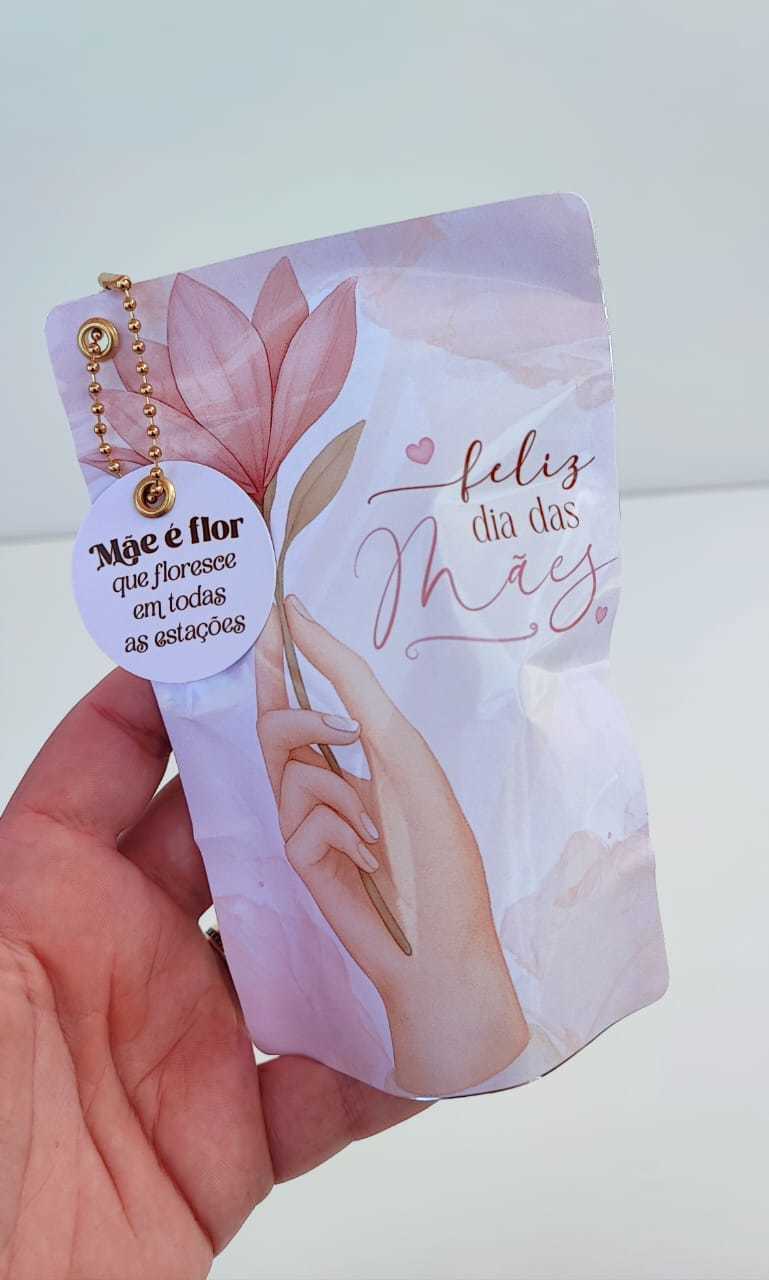 Mãe é flor
que floresce
em todas
as estações
feliz
dia das
Mães